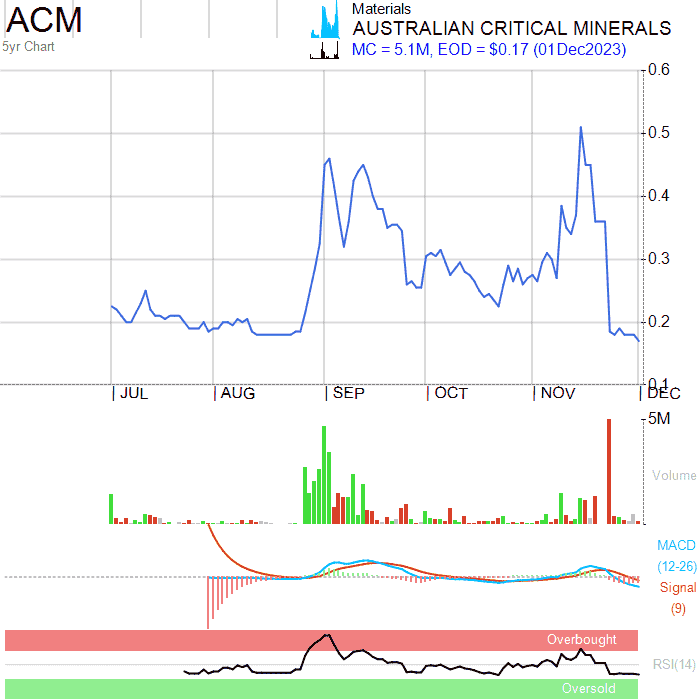 ACM
5yr Chart
Materials
AUSTRALIAN CRITICAL MINERALS
MC = 5.1M, EOD = $0.17 (01Dec2023)
0.6
0.5
0.4
0.3
0.2
0.1
JUL AUG SEP OCT NOV DEC
5M
Volume
MACD
(12-26)
Signal
(9)
Overbought
RSI(14)
Oversold